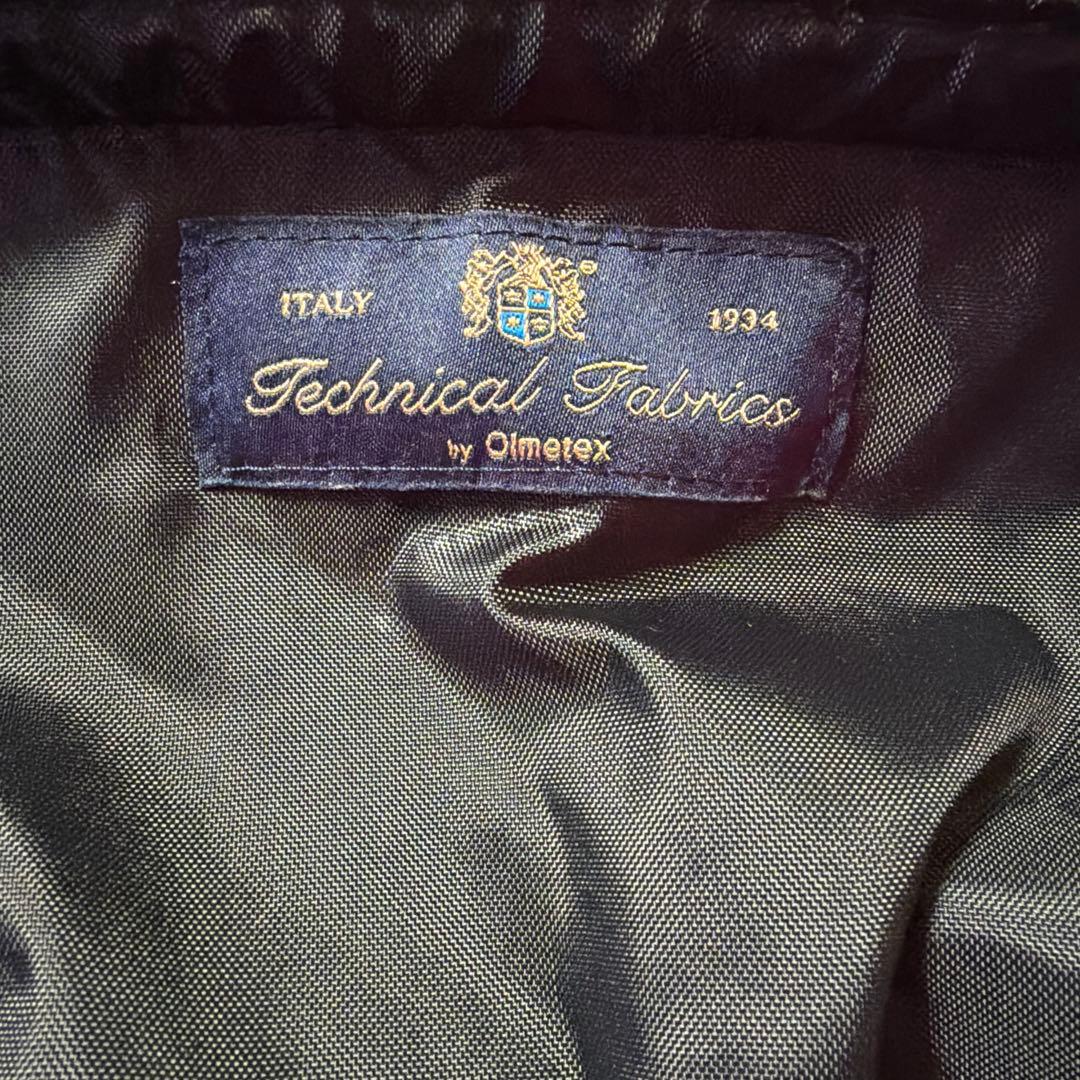 ITALY 1934
Technical Fabrics
by Olmetex